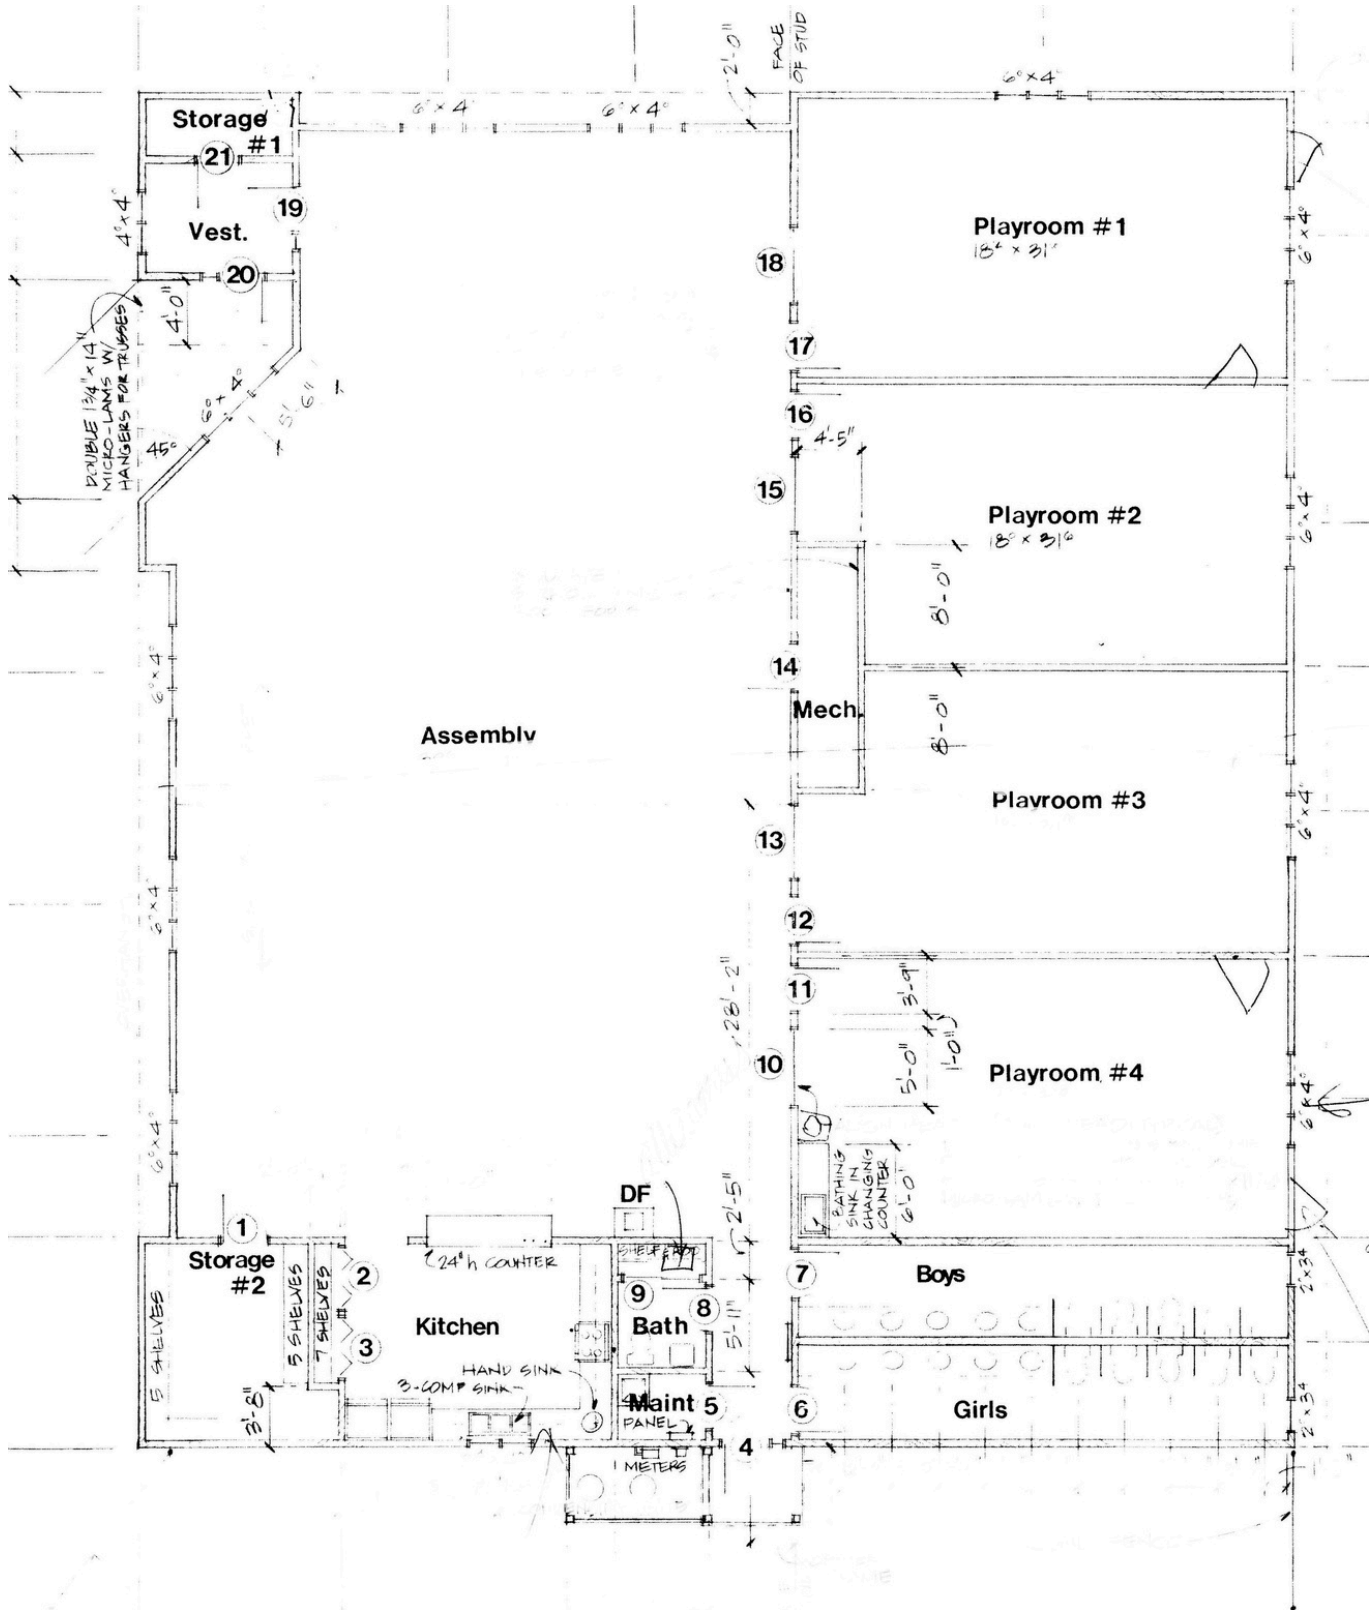 2'-0"
FACE
OF STUD
6° x 4'
6° x 4'
6° x 4'
Storage
#1
21
19
4° x 4°
Vest.
20
4'-0"
DOUBLE 1 3/4" x 14"
MICRO-LAMS W/
HANGERS FOR TRUSSES
6° x 4°
5'-6"
45°
Playroom #1
6° x 4°
18
17
16
4'-5"
15
Playroom #2
18° x 31⁶
6° x 4°
8'-0"
14
Mech.
8'-0"
6° x 4°
Assembly
Playroom #3
6° x 4°
13
12
6° x 4°
28'-2"
11
3'-9"
1'-0"
5'-0"
10
Playroom #4
6° x 4°
6° x 4°
BATHING
SINK IN
CHANGING
COUNTER
6'-0"
DF
2'-5"
1
Storage
#2
5 SHELVES
5 SHELVES
7 SHELVES
2
3
24" h COUNTER
Kitchen
9
8
Bath
5'-11"
7
Boys
2 x 3⁴
HAND SINK
3-COMP SINK
3'-8"
Maint
PANEL
5
6
Girls
2 x 3⁴
4
METERS